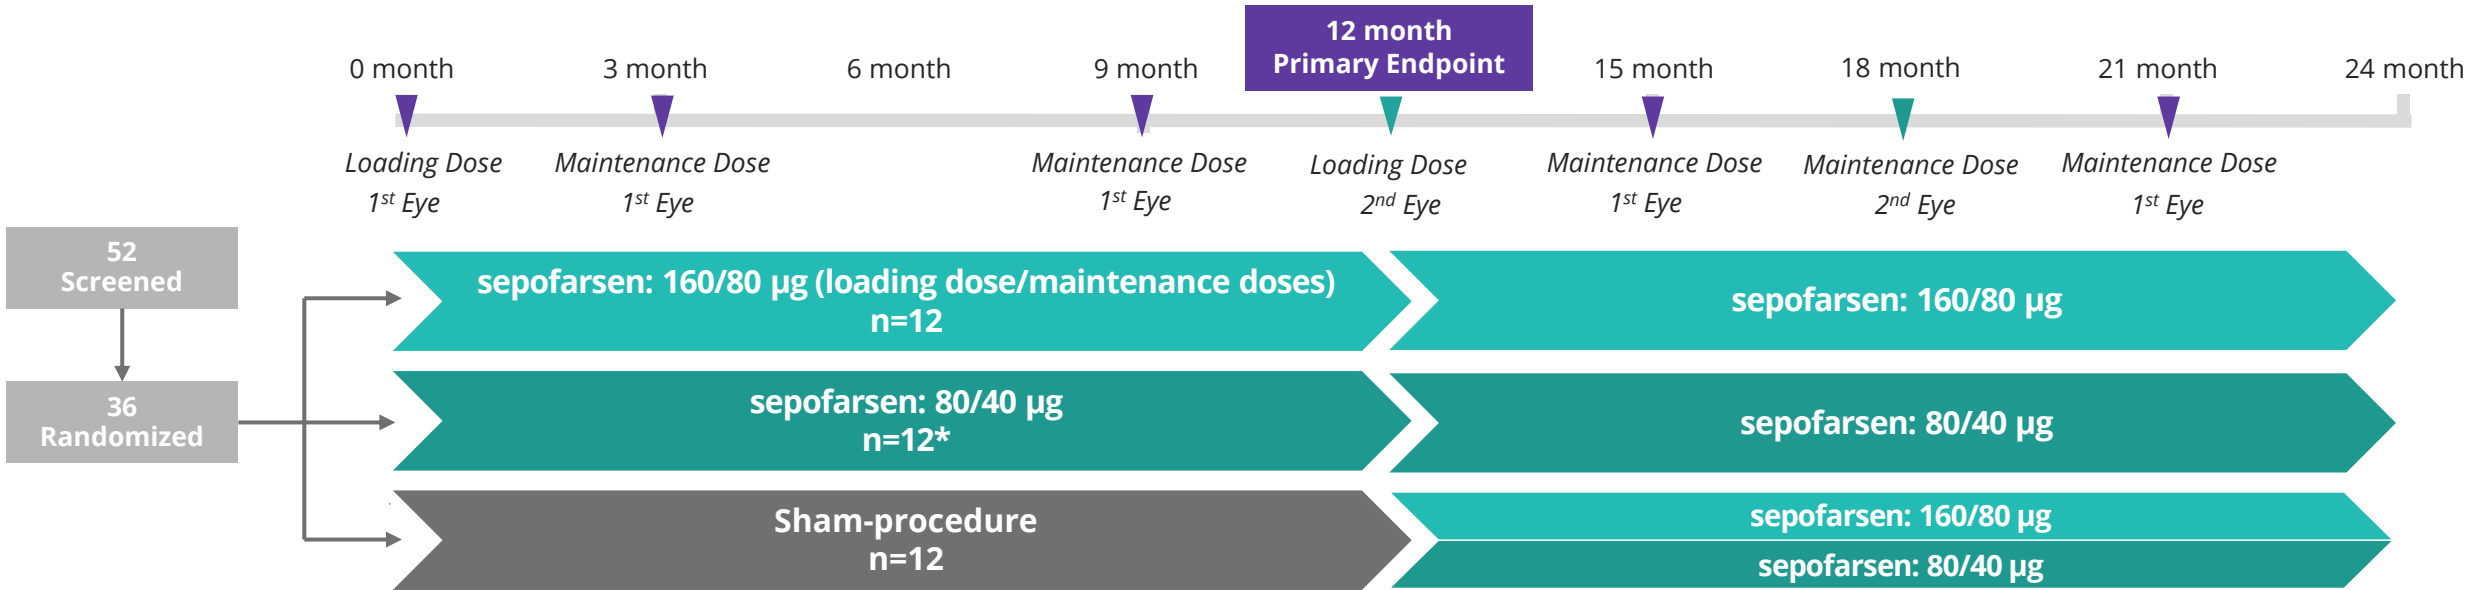 12 month
Primary Endpoint
0 month
3 month
6 month
9 month
15 month
18 month
21 month
24 month
Loading Dose
1st Eye
Maintenance Dose
1st Eye
Maintenance Dose
1st Eye
Loading Dose
2nd Eye
Maintenance Dose
1st Eye
Maintenance Dose
2nd Eye
Maintenance Dose
1st Eye
52
Screened
36
Randomized
sepofarsen: 160/80 µg (loading dose/maintenance doses)
n=12
sepofarsen: 160/80 µg
sepofarsen: 80/40 µg
n=12*
sepofarsen: 80/40 µg
Sham-procedure
n=12
sepofarsen: 160/80 µg
sepofarsen: 80/40 µg